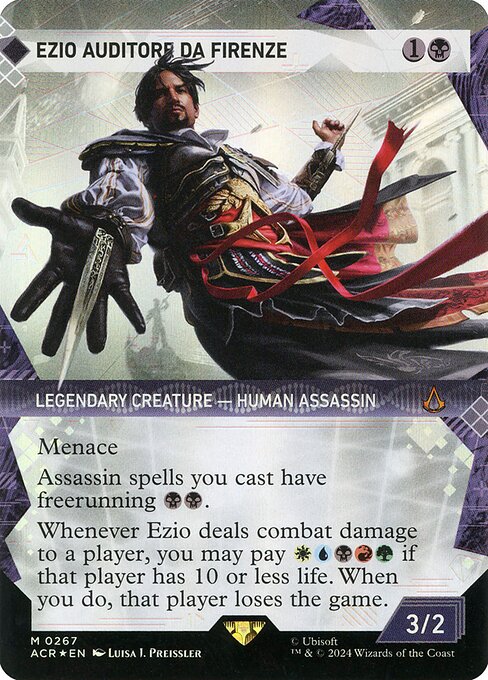 EZIO AUDITORE DA FIRENZE 1
LEGENDARY CREATURE — HUMAN ASSASSIN
Menace
Assassin spells you cast have
freerunning .
Whenever Ezio deals combat damage
to a player, you may pay if
that player has 10 or less life. When
you do, that player loses the game.
3/2
M 0267 © Ubisoft
ACR★EN LUISA J. PREISSLER ™ & © 2024 Wizards of the Coast